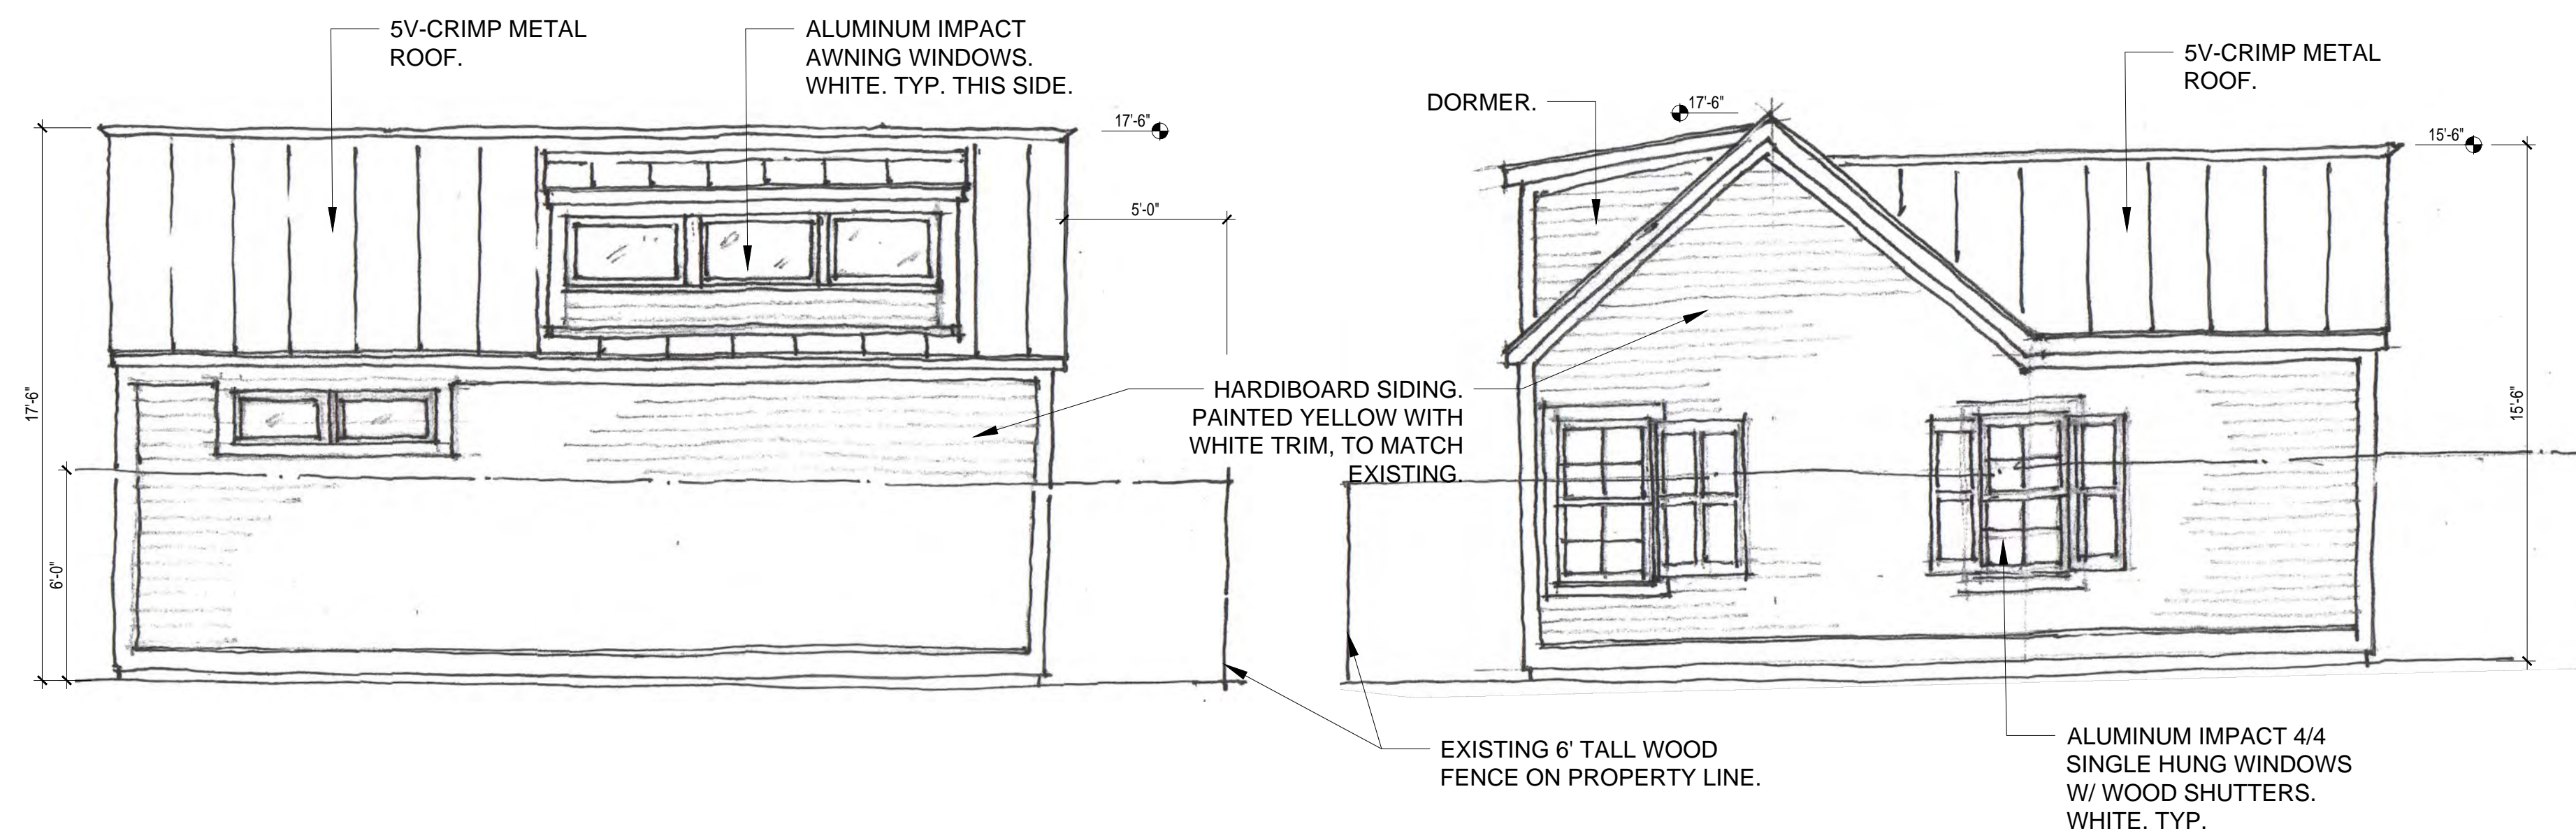 5V-CRIMP METAL
ROOF.
ALUMINUM IMPACT
AWNING WINDOWS.
WHITE. TYP. THIS SIDE.
17'-6"
5'-0"
17'-6"
6'-0"
DORMER.
17'-6"
5V-CRIMP METAL
ROOF.
15'-6"
15'-6"
HARDIBOARD SIDING.
PAINTED YELLOW WITH
WHITE TRIM, TO MATCH
EXISTING.
EXISTING 6' TALL WOOD
FENCE ON PROPERTY LINE.
ALUMINUM IMPACT 4/4
SINGLE HUNG WINDOWS
W/ WOOD SHUTTERS.
WHITE. TYP.